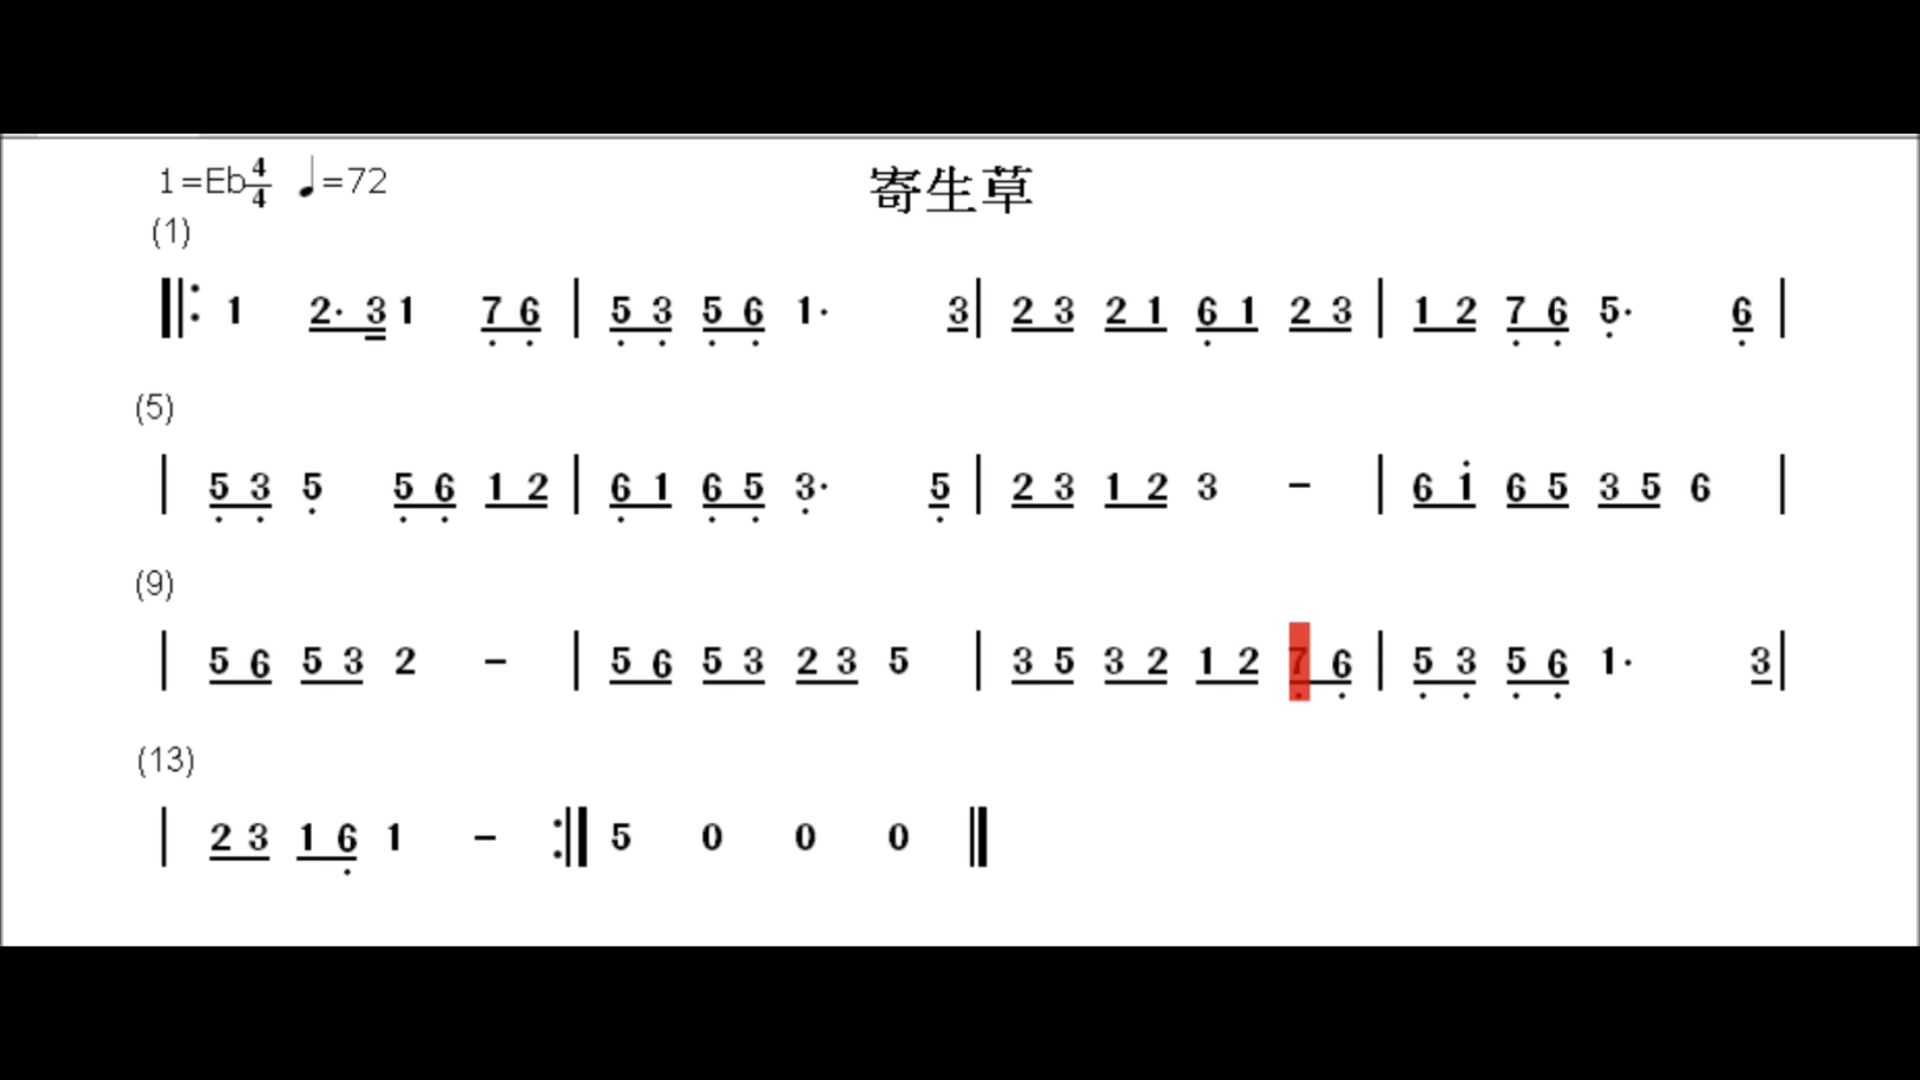 1=Eb 4/4 ♩=72 寄生草
(1)
1 2· 3 1 7 6 | 5 3 5 6 1· 3 | 2 3 2 1 6 1 2 3 | 1 2 7 6 5· 6 |
(5)
| 5 3 5 5 6 1 2 | 6 1 6 5 3· 5 | 2 3 1 2 3 – | 6 i 6 5 3 5 6 |
(9)
| 5 6 5 3 2 – | 5 6 5 3 2 3 5 | 3 5 3 2 1 2 7 6 | 5 3 5 6 1· 3 |
(13)
| 2 3 1 6 1 – :‖ 5 0 0 0 ‖